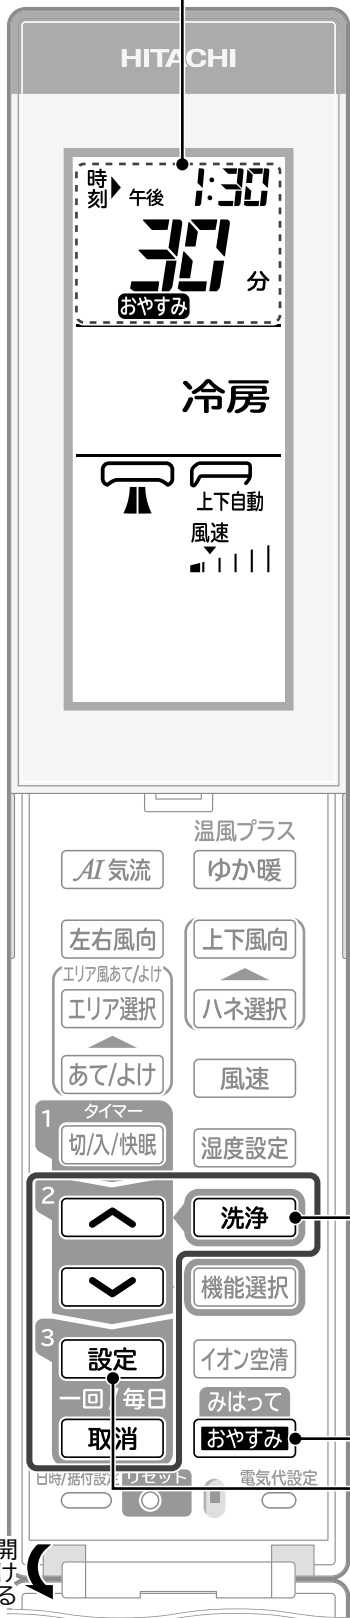 HITACHI
時刻 午後 1:30
30 分
おやすみ
冷房
上下自動
風速
温風プラス
AI 気流 ゆか暖
左右風向 上下風向
エリア風あて/よけ
エリア選択 ハネ選択
あて/よけ 風速
1 タイマー
切/入/快眠 湿度設定
2 洗浄
機能選択
3 設定 イオン空清
一回/毎日 みはって
取消 おやすみ
日時/据付設定 リセット 電気代設定
開ける